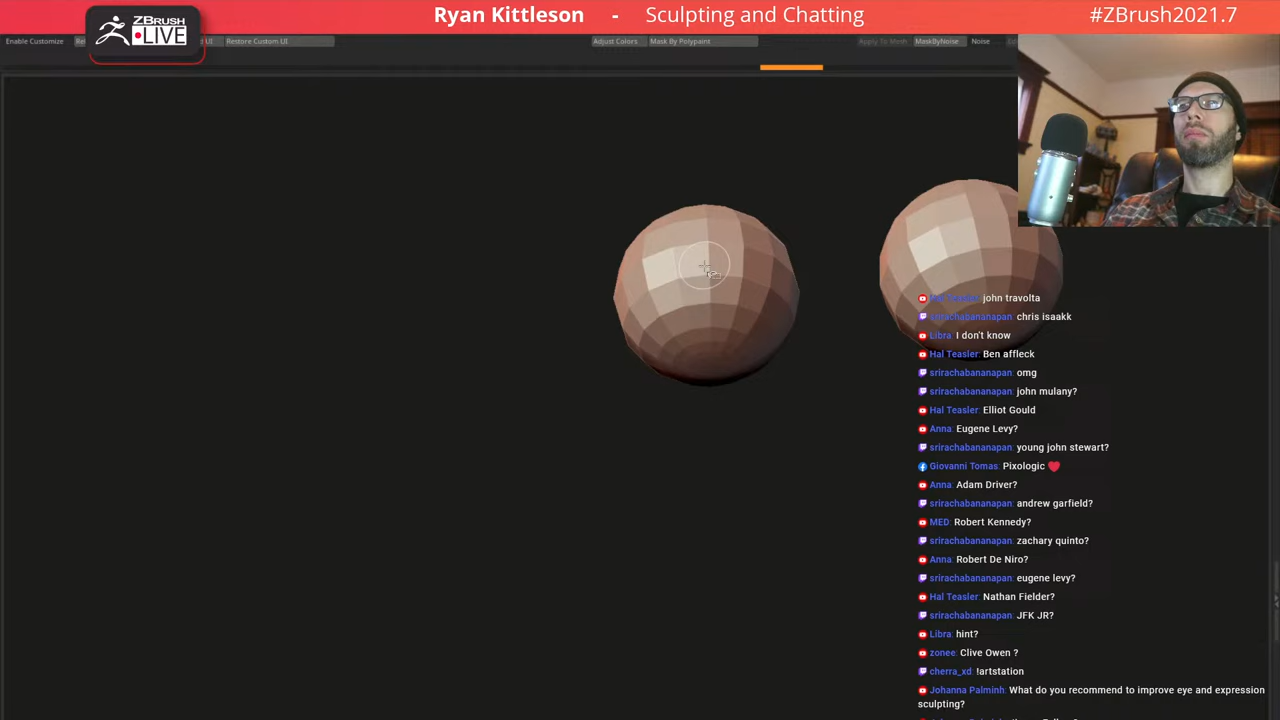 Ryan Kittleson - Sculpting and Chatting #ZBrush2021.7
ZBRUSH
LIVE
Enable Customize
UI
Restore Custom UI
Adjust Colors
Mask By Polypaint
Apply To Mesh
MaskByNoise
Noise
john travolta
srirachabananapan: chris isaakk
Libra: I don't know
Hal Teasler: Ben affleck
srirachabananapan: omg
srirachabananapan: john mulany?
Hal Teasler: Elliot Gould
Anna: Eugene Levy?
srirachabananapan: young john stewart?
Giovanni Tomas: Pixologic ❤️
Anna: Adam Driver?
srirachabananapan: andrew garfield?
MED: Robert Kennedy?
srirachabananapan: zachary quinto?
Anna: Robert De Niro?
srirachabananapan: eugene levy?
Hal Teasler: Nathan Fielder?
srirachabananapan: JFK JR?
Libra: hint?
zonee: Clive Owen ?
cherra_xd: !artstation
Johanna Palminh: What do you recommend to improve eye and expression
sculpting?